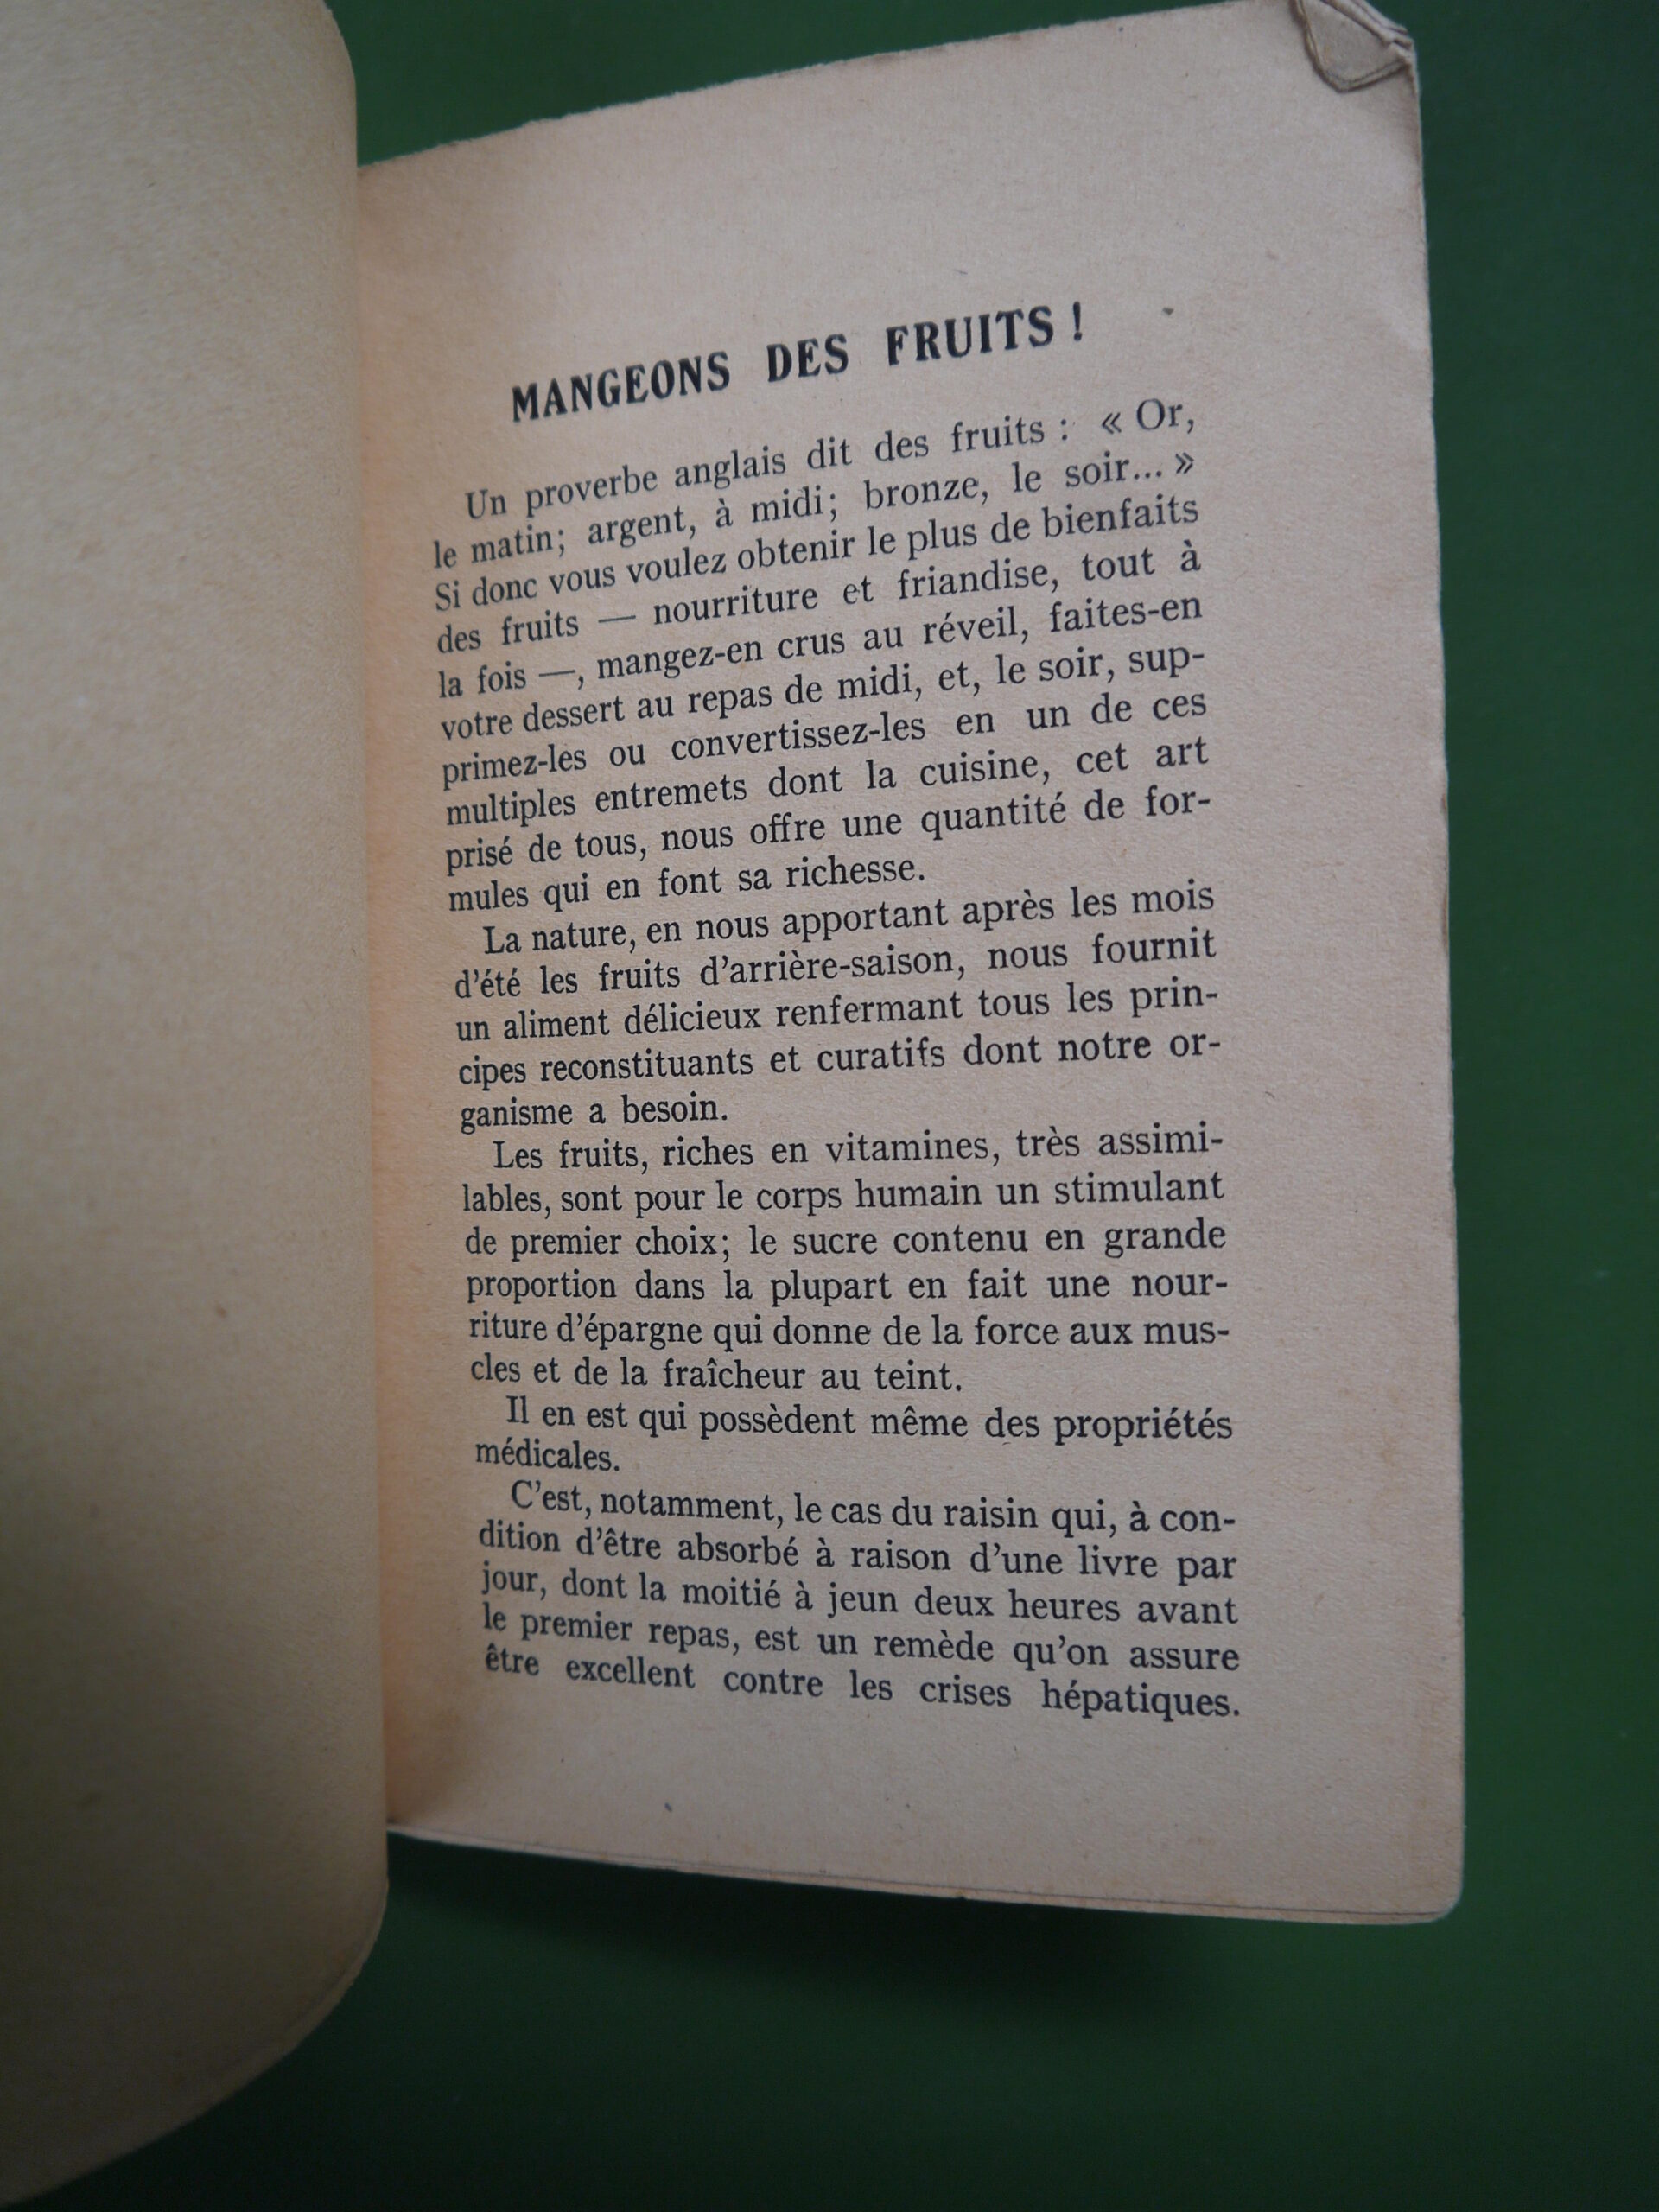 MANGEONS DES FRUITS !
Un proverbe anglais dit des fruits : « Or,
le matin; argent, à midi; bronze, le soir... »
Si donc vous voulez obtenir le plus de bienfaits
des fruits — nourriture et friandise, tout à
la fois —, mangez-en crus au réveil, faites-en
votre dessert au repas de midi, et, le soir, sup-
primez-les ou convertissez-les en un de ces
multiples entremets dont la cuisine, cet art
prisé de tous, nous offre une quantité de for-
mules qui en font sa richesse.
La nature, en nous apportant après les mois
d'été les fruits d'arrière-saison, nous fournit
un aliment délicieux renfermant tous les prin-
cipes reconstituants et curatifs dont notre or-
ganisme a besoin.
Les fruits, riches en vitamines, très assimi-
lables, sont pour le corps humain un stimulant
de premier choix; le sucre contenu en grande
proportion dans la plupart en fait une nour-
riture d'épargne qui donne de la force aux mus-
cles et de la fraîcheur au teint.
Il en est qui possèdent même des propriétés
médicales.
C'est, notamment, le cas du raisin qui, à con-
dition d'être absorbé à raison d'une livre par
jour, dont la moitié à jeun deux heures avant
le premier repas, est un remède qu'on assure
être excellent contre les crises hépatiques.